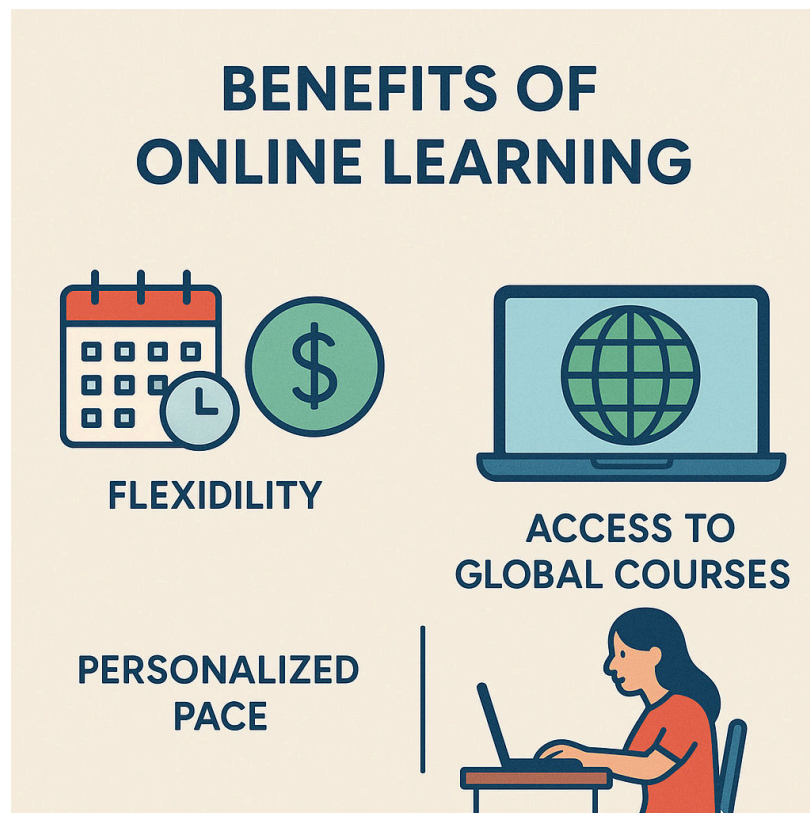 BENEFITS OF
ONLINE LEARNING
$
FLEXIDILITY
ACCESS TO
GLOBAL COURSES
PERSONALIZED
PACE